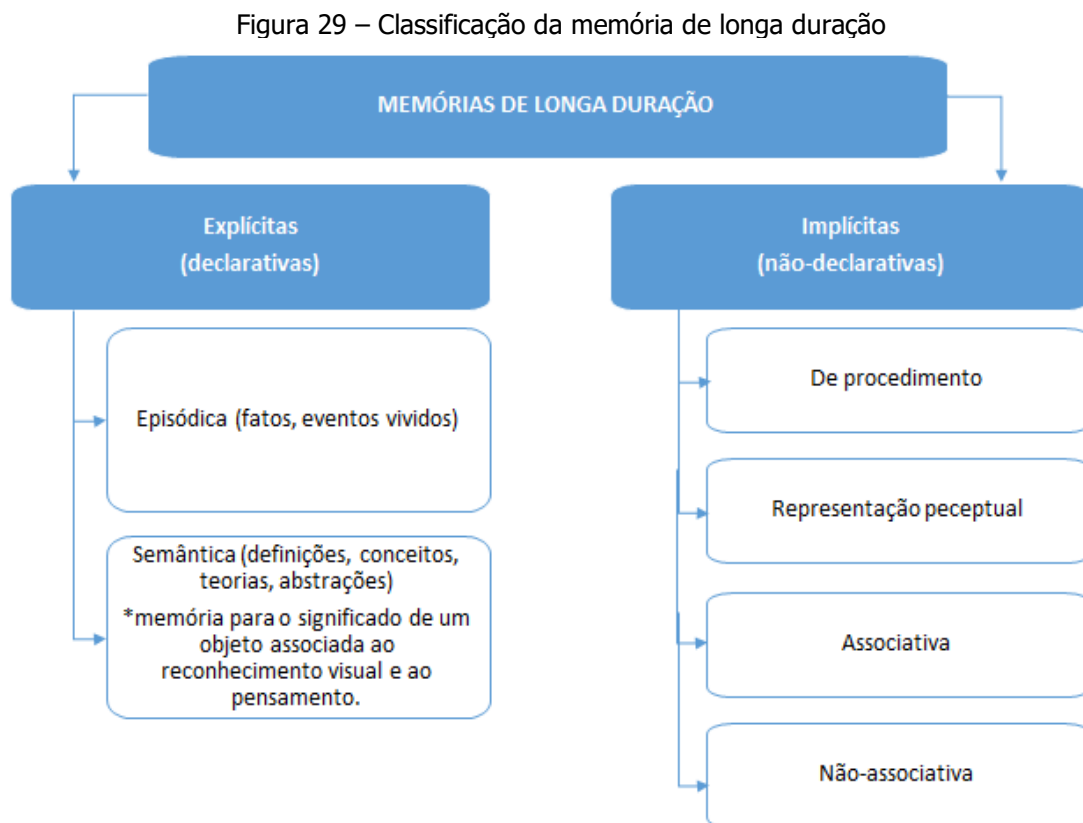 Figura 29 – Classificação da memória de longa duração
MEMÓRIAS DE LONGA DURAÇÃO
Explícitas
(declarativas)
Episódica (fatos, eventos vividos)
Semântica (definições, conceitos,
teorias, abstrações)
*memória para o significado de um
objeto associada ao
reconhecimento visual e ao
pensamento.
Implícitas
(não-declarativas)
De procedimento
Representação peceptual
Associativa
Não-associativa